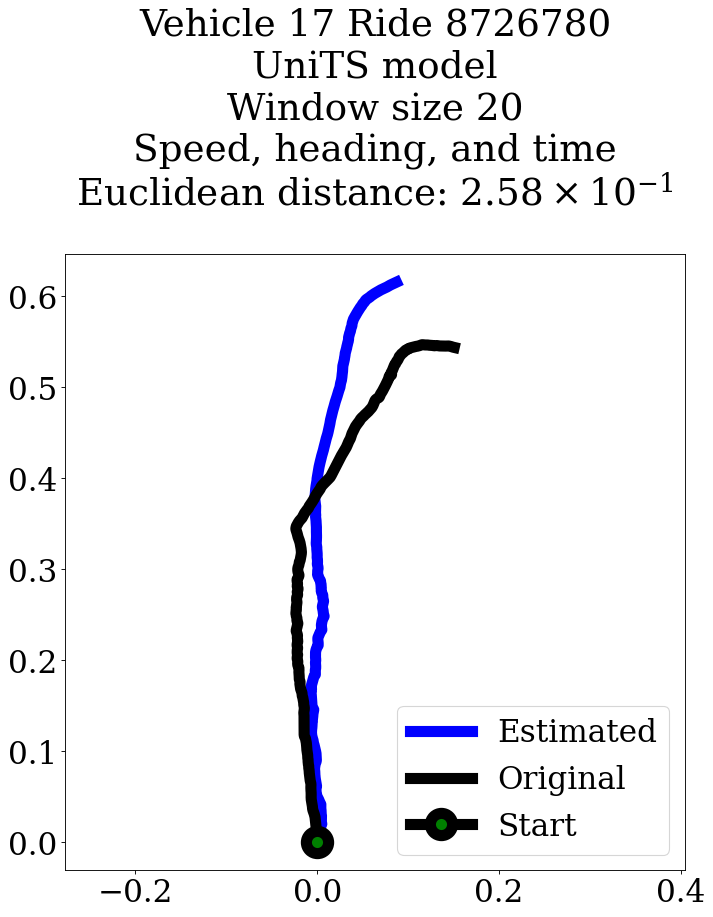 Vehicle 17 Ride 8726780
UniTS model
Window size 20
Speed, heading, and time
Euclidean distance: 2.58 × 10⁻¹
0.6
0.5
0.4
0.3
0.2
0.1
0.0
−0.2 0.0 0.2 0.4
Estimated
Original
Start